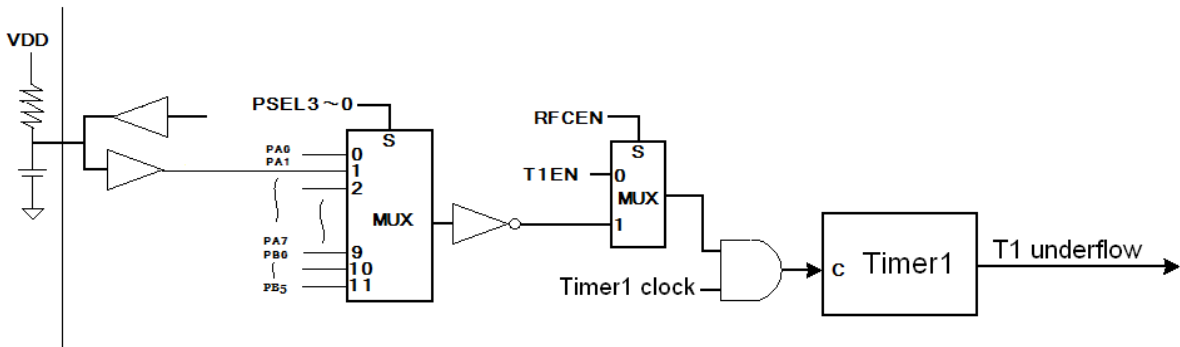 VDD
PSEL3~0
S
PA0
0
PA1
1
2
MUX
PA7
9
PB0
10
PB5
11
RFCEN
S
T1EN
0
MUX
1
Timer1 clock
C
Timer1
T1 underflow